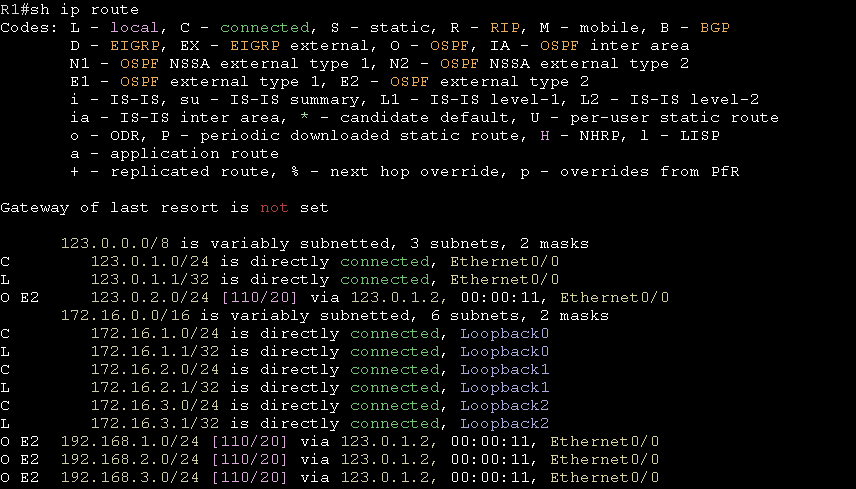 R1#sh ip route
Codes: L - local, C - connected, S - static, R - RIP, M - mobile, B - BGP
       D - EIGRP, EX - EIGRP external, O - OSPF, IA - OSPF inter area
       N1 - OSPF NSSA external type 1, N2 - OSPF NSSA external type 2
       E1 - OSPF external type 1, E2 - OSPF external type 2
       i - IS-IS, su - IS-IS summary, L1 - IS-IS level-1, L2 - IS-IS level-2
       ia - IS-IS inter area, * - candidate default, U - per-user static route
       o - ODR, P - periodic downloaded static route, H - NHRP, l - LISP
       a - application route
       + - replicated route, % - next hop override, p - overrides from PfR
Gateway of last resort is not set
      123.0.0.0/8 is variably subnetted, 3 subnets, 2 masks
C        123.0.1.0/24 is directly connected, Ethernet0/0
L        123.0.1.1/32 is directly connected, Ethernet0/0
O E2     123.0.2.0/24 [110/20] via 123.0.1.2, 00:00:11, Ethernet0/0
      172.16.0.0/16 is variably subnetted, 6 subnets, 2 masks
C        172.16.1.0/24 is directly connected, Loopback0
L        172.16.1.1/32 is directly connected, Loopback0
C        172.16.2.0/24 is directly connected, Loopback1
L        172.16.2.1/32 is directly connected, Loopback1
C        172.16.3.0/24 is directly connected, Loopback2
L        172.16.3.1/32 is directly connected, Loopback2
O E2  192.168.1.0/24 [110/20] via 123.0.1.2, 00:00:11, Ethernet0/0
O E2  192.168.2.0/24 [110/20] via 123.0.1.2, 00:00:11, Ethernet0/0
O E2  192.168.3.0/24 [110/20] via 123.0.1.2, 00:00:11, Ethernet0/0